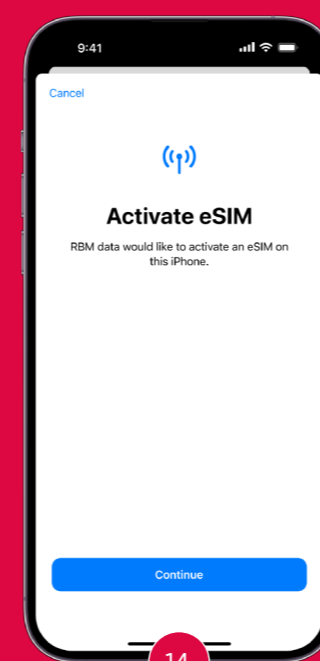 9:41
Cancel
Activate eSIM
RBM data would like to activate an eSIM on
this iPhone.
Continue
14